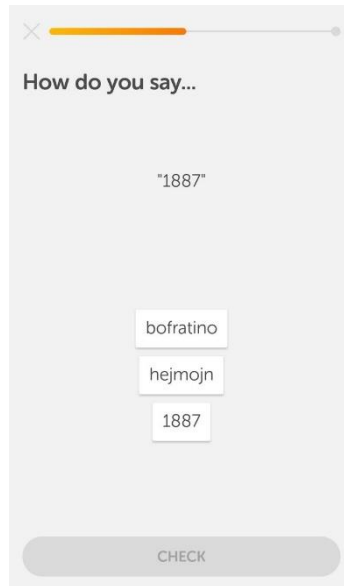 How do you say...
"1887"
bofratino
hejmojn
1887
CHECK